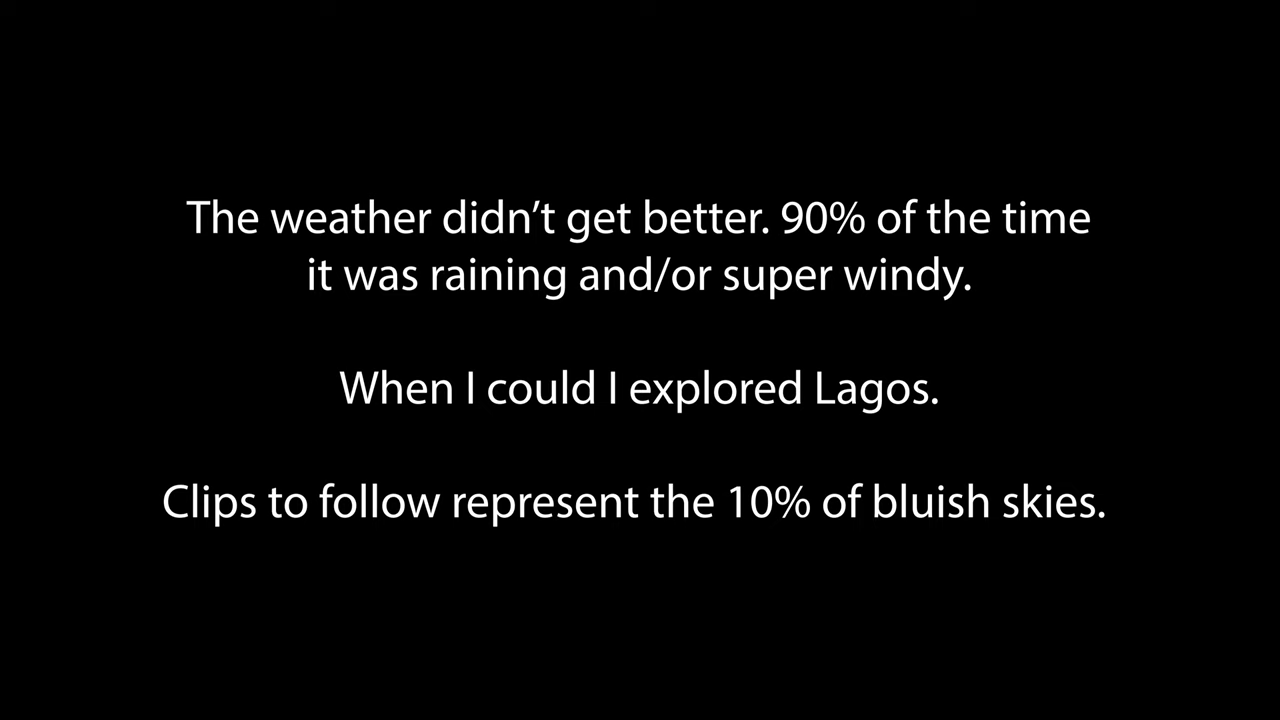 The weather didn’t get better. 90% of the time
it was raining and/or super windy.
When I could I explored Lagos.
Clips to follow represent the 10% of bluish skies.